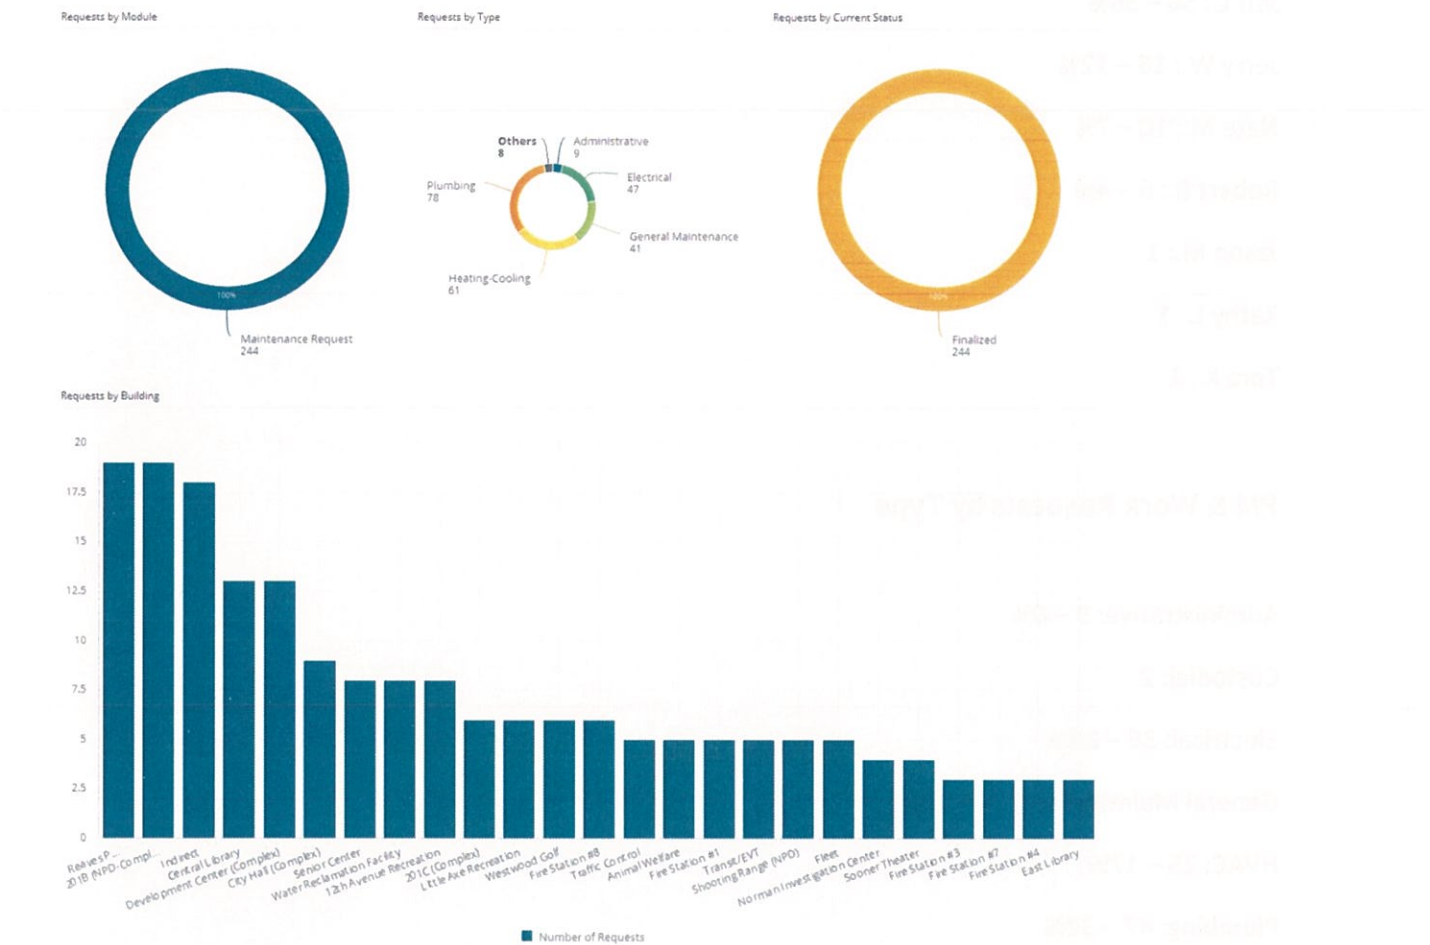 Requests by Module
Requests by Type
Requests by Current Status
Others
8
Administrative
9
Electrical
47
General Maintenance
41
Heating-Cooling
61
Plumbing
78
100%
Maintenance Request
244
100%
Finalized
244
Requests by Building
20
17.5
15
12.5
10
7.5
5
2.5
0
Reaves P...
201B (NPD-Compl...
Indirect
Central Library
Development Center (Complex)
City Hall (Complex)
Senior Center
Water Reclamation Facility
12th Avenue Recreation
201C (Complex)
Little Axe Recreation
Westwood Golf
Fire Station #8
Traffic Control
Animal Welfare
Fire Station #1
Transit/EVT
Shooting Range (NPD)
Fleet
Norman Investigation Center
Sooner Theater
Fire Station #3
Fire Station #7
Fire Station #4
East Library
Number of Requests